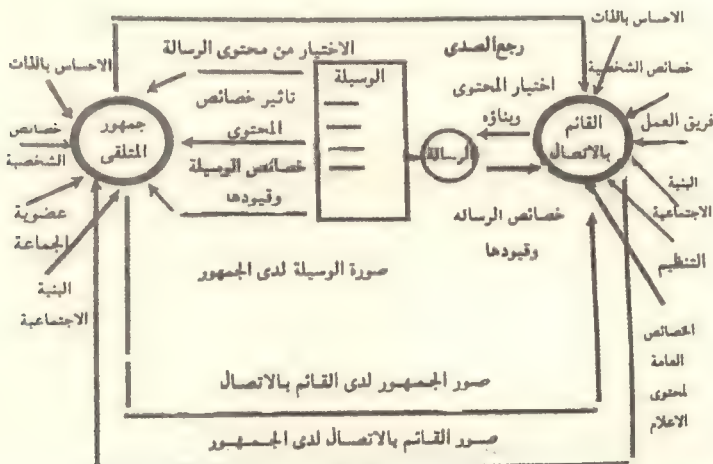 الاحساس بالذات
خصائص الشخصية
فريق العمل
البنية
الاجتماعية
التنظيم
الخصائص
العامة
لمحتوى
الاعلام
القائم
بالاتصال
رجع الصدى
اختيار المحتوى
وبناؤه
الرسالة
خصائص الرساله
وقيودها
الوسيلة
الاختيار من محتوى الرسالة
تاثير خصائص
المحتوى
خصائص الوسيلة
وقيودها
جمهور
المتلقى
الاحساس بالذات
خصائص
الشخصية
عضوية
الجماعة
البنية
الاجتماعية
صورة الوسيلة لدى الجمهور
صور الجمهور لدى القائم بالاتصال
صور القائم بالاتصال لدى الجمهور